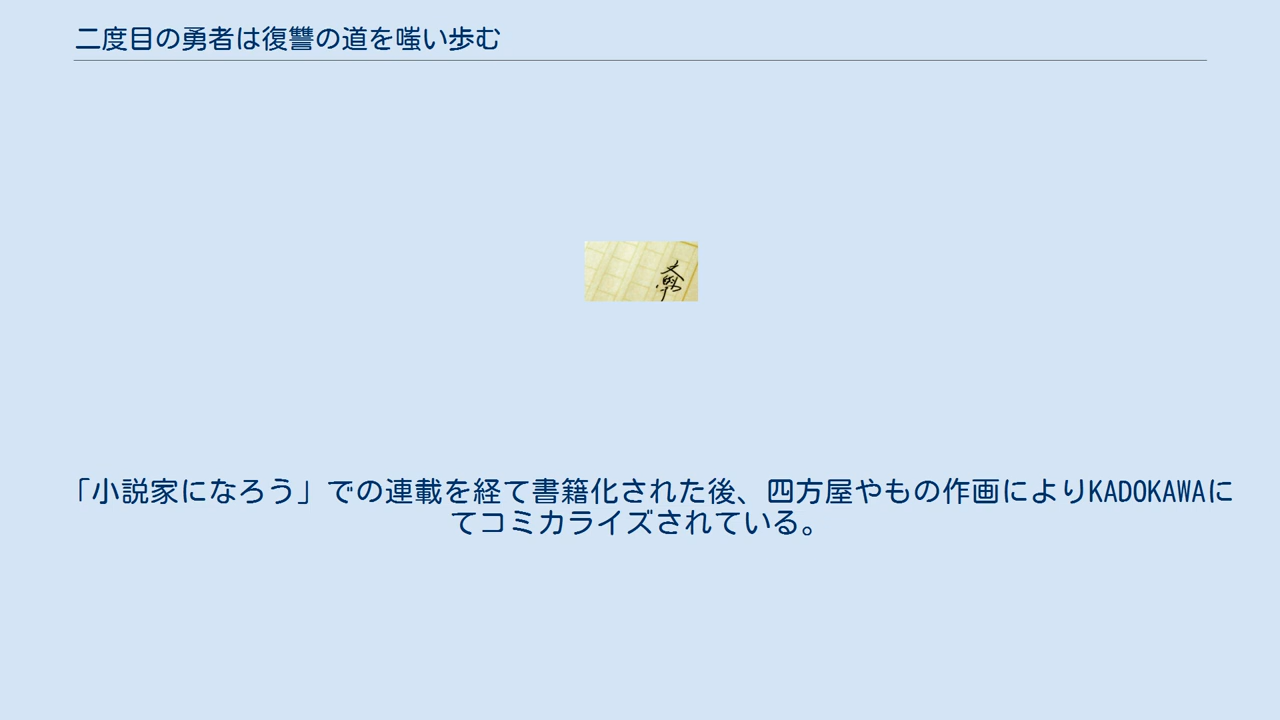 二度目の勇者は復讐の道を嗤い歩む
「小説家になろう」での連載を経て書籍化された後、四方屋やもの作画によりKADOKAWAに
てコミカライズされている。